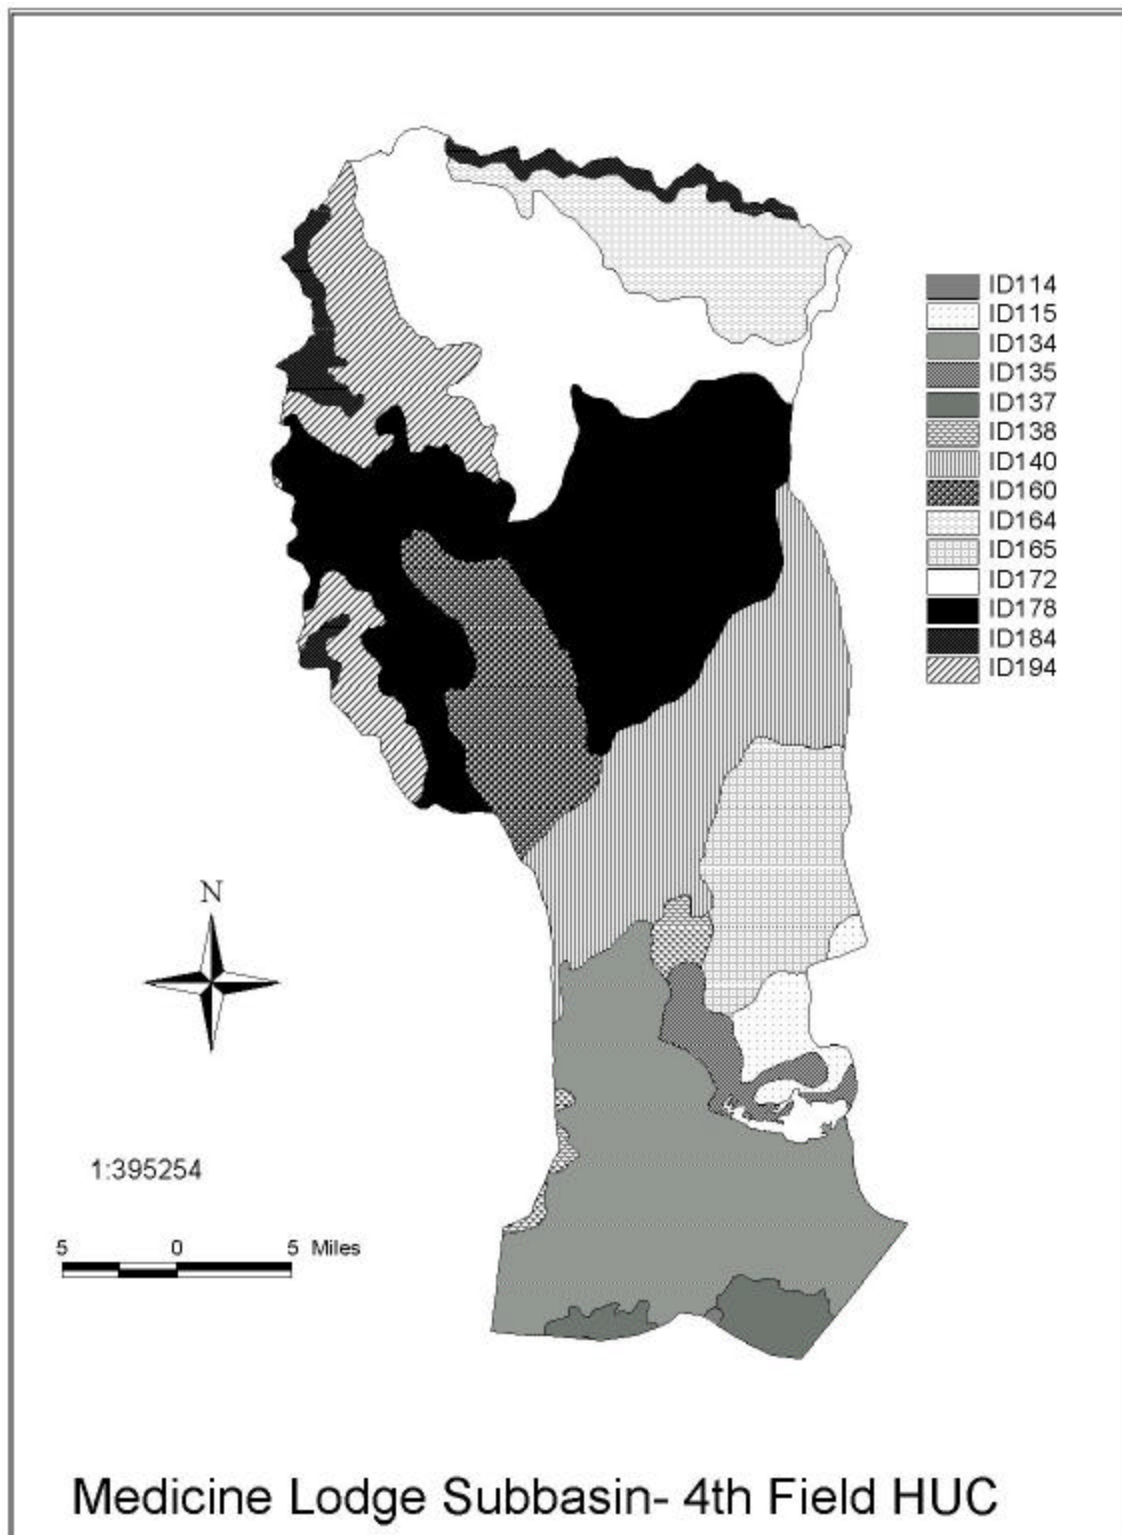 ID114
ID115
ID134
ID135
ID137
ID138
ID140
ID160
ID164
ID165
ID172
ID178
ID184
ID194
N
1:395254
5 0 5 Miles
Medicine Lodge Subbasin- 4th Field HUC